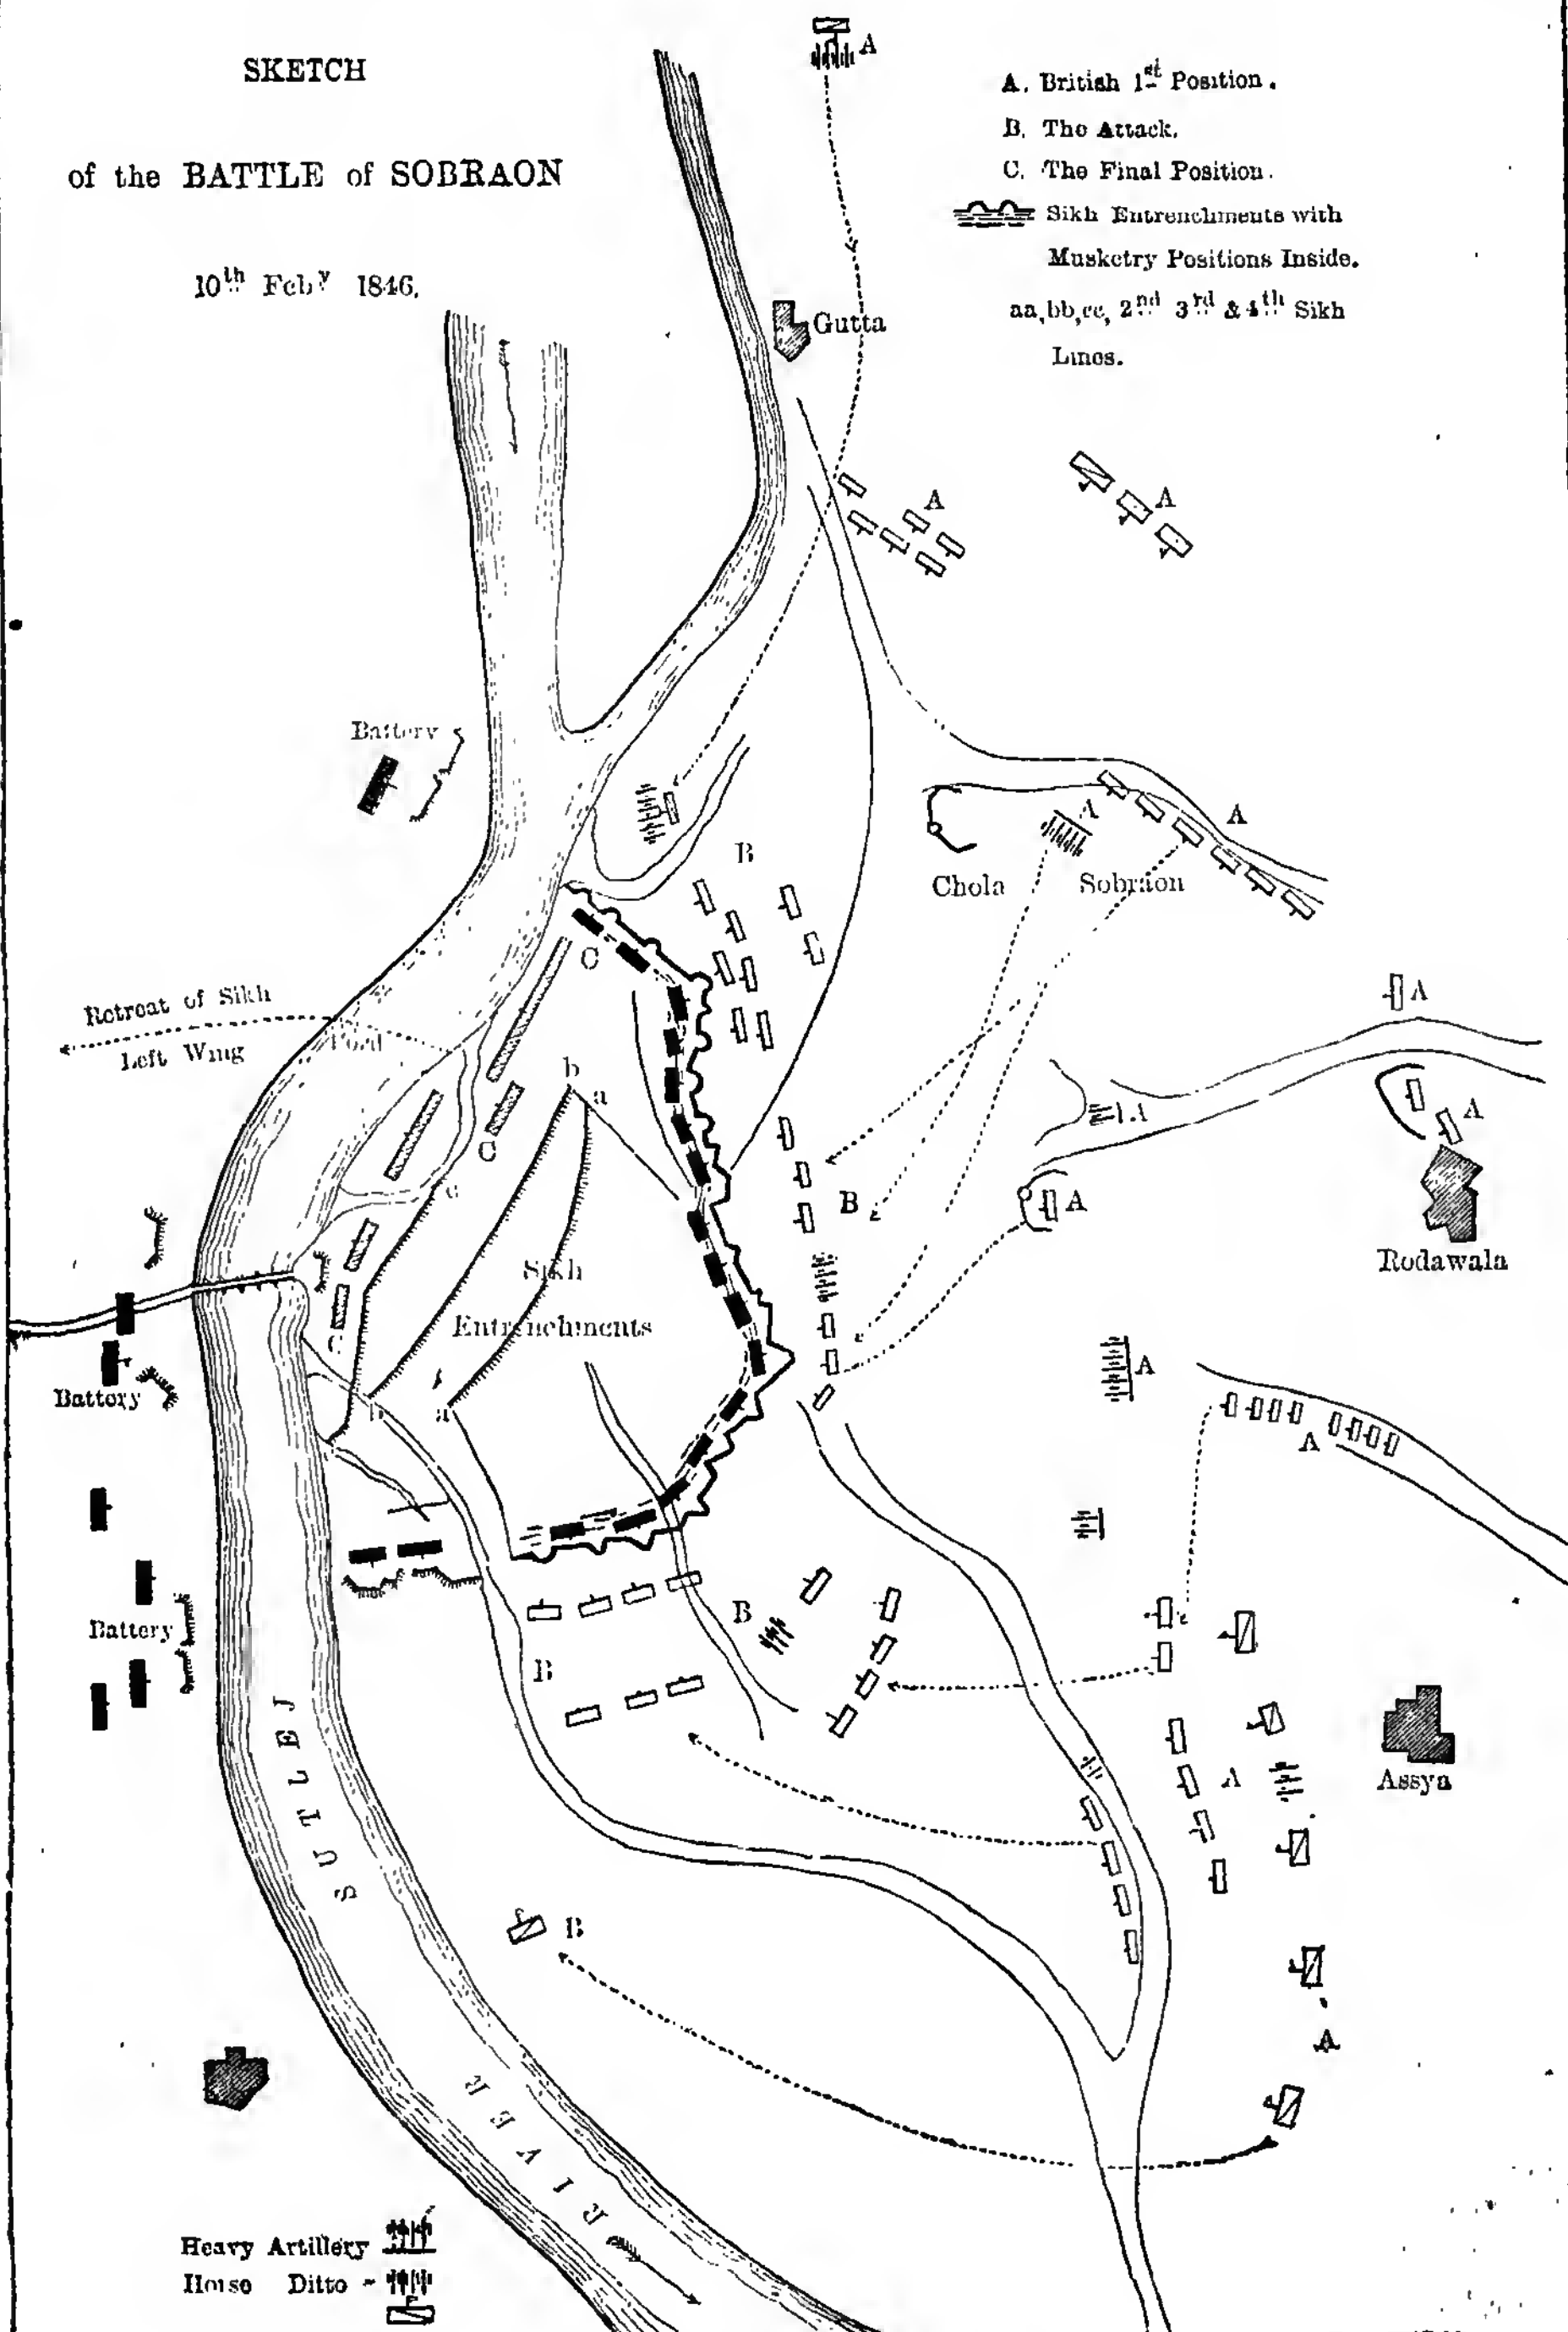 SKETCH
of the BATTLE of SOBRAON
10th Feby 1846.
A. British 1st Position.
B. The Attack.
C. The Final Position.
Sikh Entrenchments with
Musketry Positions Inside.
aa, bb, cc, 2nd 3rd & 4th Sikh
Lines.
A
Gutta
A
A
Battery
A
A
Chola
Sobraon
B
C
Retreat of Sikh
Left Wing
Ford
A
b
a
A
A
C
c
B
A
Rodawala
Sikh
Entrenchments
C
A
Battery
b
a
A
Battery
B
B
A
Assya
SUTLEJ
B
A
RIVER
Heavy Artillery
Horse Ditto -